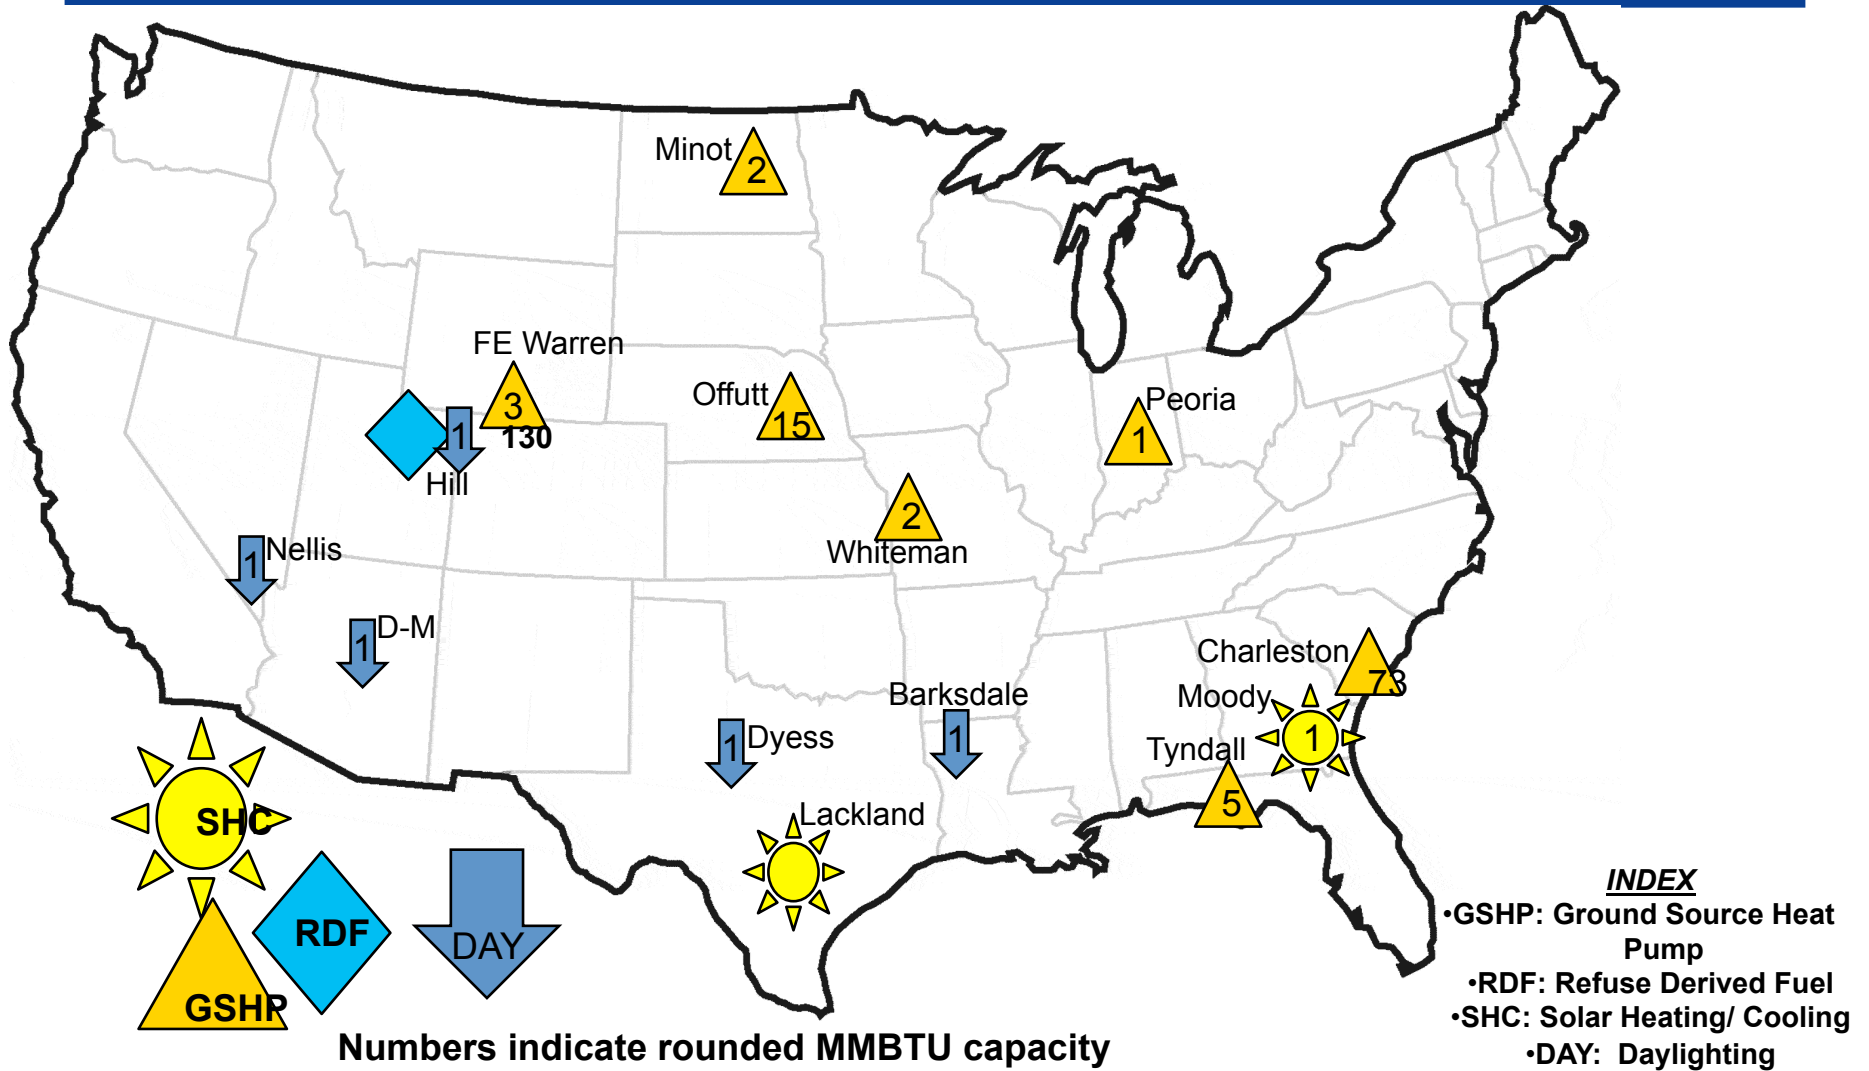 Minot
2
FE Warren
3
130
1
Hill
Offutt
15
Peoria
1
2
Whiteman
Nellis
1
D-M
1
Charleston
73
Moody
1
Barksdale
1
Dyess
1
Tyndall
5
Lackland
SHC
RDF
DAY
GSHP
Numbers indicate rounded MMBTU capacity
INDEX
•GSHP: Ground Source Heat
Pump
•RDF: Refuse Derived Fuel
•SHC: Solar Heating/ Cooling
•DAY: Daylighting